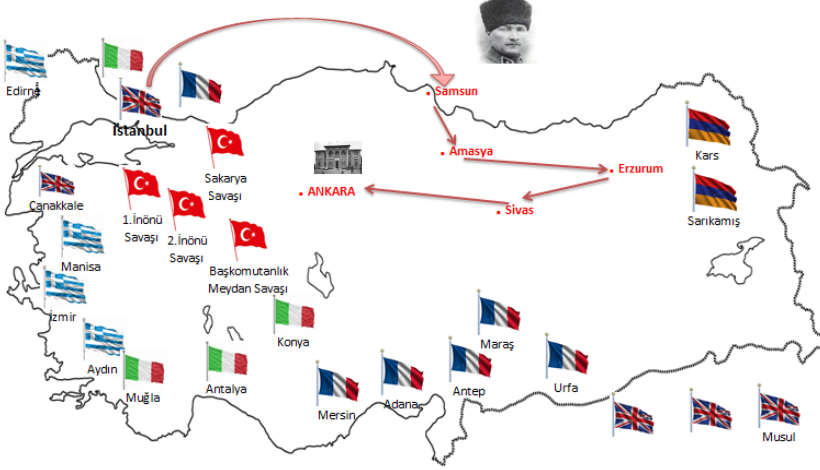 Edirne
İstanbul
Samsun
Amasya
Erzurum
Kars
Sakarya
Savaşı
ANKARA
Sivas
Sarıkamış
Çanakkale
1.İnönü
Savaşı
2.İnönü
Savaşı
Başkomutanlık
Meydan Savaşı
Manisa
İzmir
Konya
Maraş
Aydın
Muğla
Antalya
Mersin
Adana
Antep
Urfa
Musul